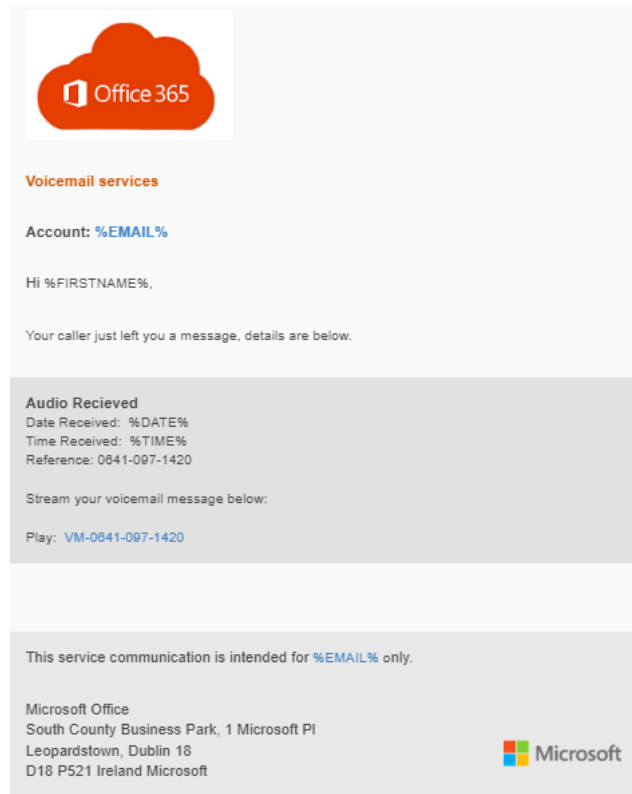 Office 365
Voicemail services
Account: %EMAIL%
Hi %FIRSTNAME%,
Your caller just left you a message, details are below.
Audio Recieved
Date Received: %DATE%
Time Received: %TIME%
Reference: 0641-097-1420
Stream your voicemail message below:
Play: VM-0641-097-1420
This service communication is intended for %EMAIL% only.
Microsoft Office
South County Business Park, 1 Microsoft Pl
Leopardstown, Dublin 18
D18 P521 Ireland Microsoft
Microsoft